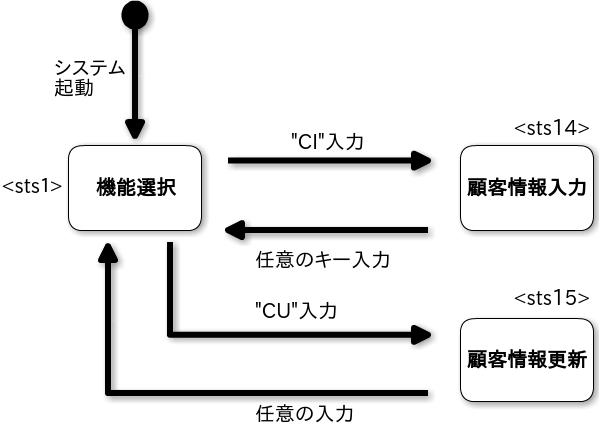 システム
起動
"CI"入力
<sts14>
<sts1>
機能選択
顧客情報入力
任意のキー入力
<sts15>
"CU"入力
顧客情報更新
任意の入力